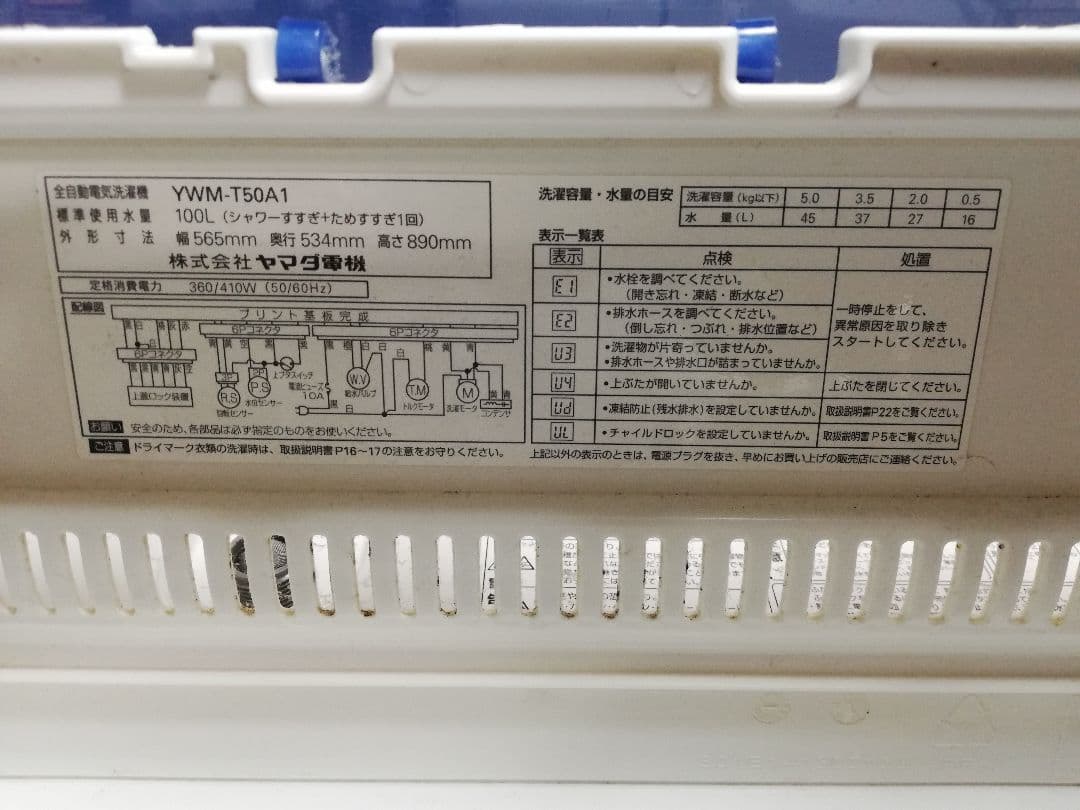 全自動電気洗濯機 YWM-T50A1
標準使用水量 100L（シャワーすすぎ+ためすすぎ1回）
外形寸法 幅565mm 奥行534mm 高さ890mm
株式会社ヤマダ電機
定格消費電力 360/410W（50/60Hz）
配線図
プリント基板完成
6Pコネクタ
6Pコネクタ
6Pコネクタ
上ブタスイッチ
電流ヒューズ
10A
上蓋ロック装置
2P
R.S
回転センサー
2P
P.S
水位センサー
W.V
給水バルブ
T.M
トルクモータ
M
洗濯モータ
コンデンサ
お願い 安全のため、各部品は必ず指定のものをお使いください。
ご注意 ドライマーク衣類の洗濯時は、取扱説明書P16〜17の注意をお守りください。
洗濯容量・水量の目安
洗濯容量（kg以下） 5.0 3.5 2.0 0.5
水量（L） 45 37 27 16
表示一覧表
表示 点検 処置
E1 •水栓を調べてください。
（開き忘れ・凍結・断水など）
E2 •排水ホースを調べてください。
（倒し忘れ・つぶれ・排水位置など）
U3 •洗濯物が片寄っていませんか。
•排水ホースや排水口が詰まっていませんか。
一時停止をして、
異常原因を取り除き
スタートしてください。
U4 •上ぶたが開いていませんか。 上ぶたを閉じてください。
Ud •凍結防止（残水排水）を設定していませんか。 取扱説明書P22をご覧ください。
UL •チャイルドロックを設定していませんか。 取扱説明書P5をご覧ください。
上記以外の表示のときは、電源プラグを抜き、早めにお買い上げの販売店にご連絡ください。